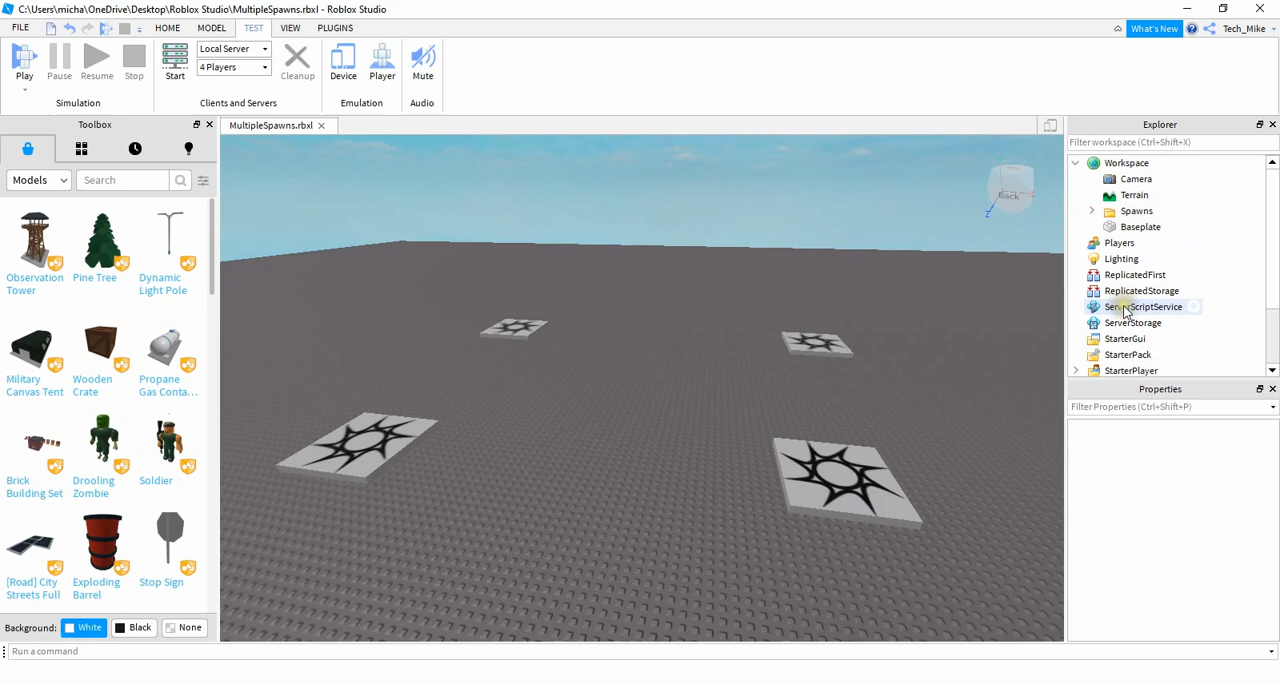 C:\Users\micha\OneDrive\Desktop\Roblox Studio\MultipleSpawns.rbxl - Roblox Studio
FILE HOME MODEL TEST VIEW PLUGINS
What's New Tech_Mike
Play Pause Resume Stop
Simulation
Start
Local Server
4 Players
Cleanup
Clients and Servers
Device Player
Emulation
Mute
Audio
Toolbox
Models Search
Observation Tower
Pine Tree
Dynamic Light Pole
Military Canvas Tent
Wooden Crate
Propane Gas Conta...
Brick Building Set
Drooling Zombie
Soldier
[Road] City Streets Full
Exploding Barrel
Stop Sign
Background: White Black None
MultipleSpawns.rbxl
Back
Explorer
Filter workspace (Ctrl+Shift+X)
Workspace
Camera
Terrain
Spawns
Baseplate
Players
Lighting
ReplicatedFirst
ReplicatedStorage
ServerScriptService
ServerStorage
StarterGui
StarterPack
StarterPlayer
Properties
Filter Properties (Ctrl+Shift+P)
Run a command